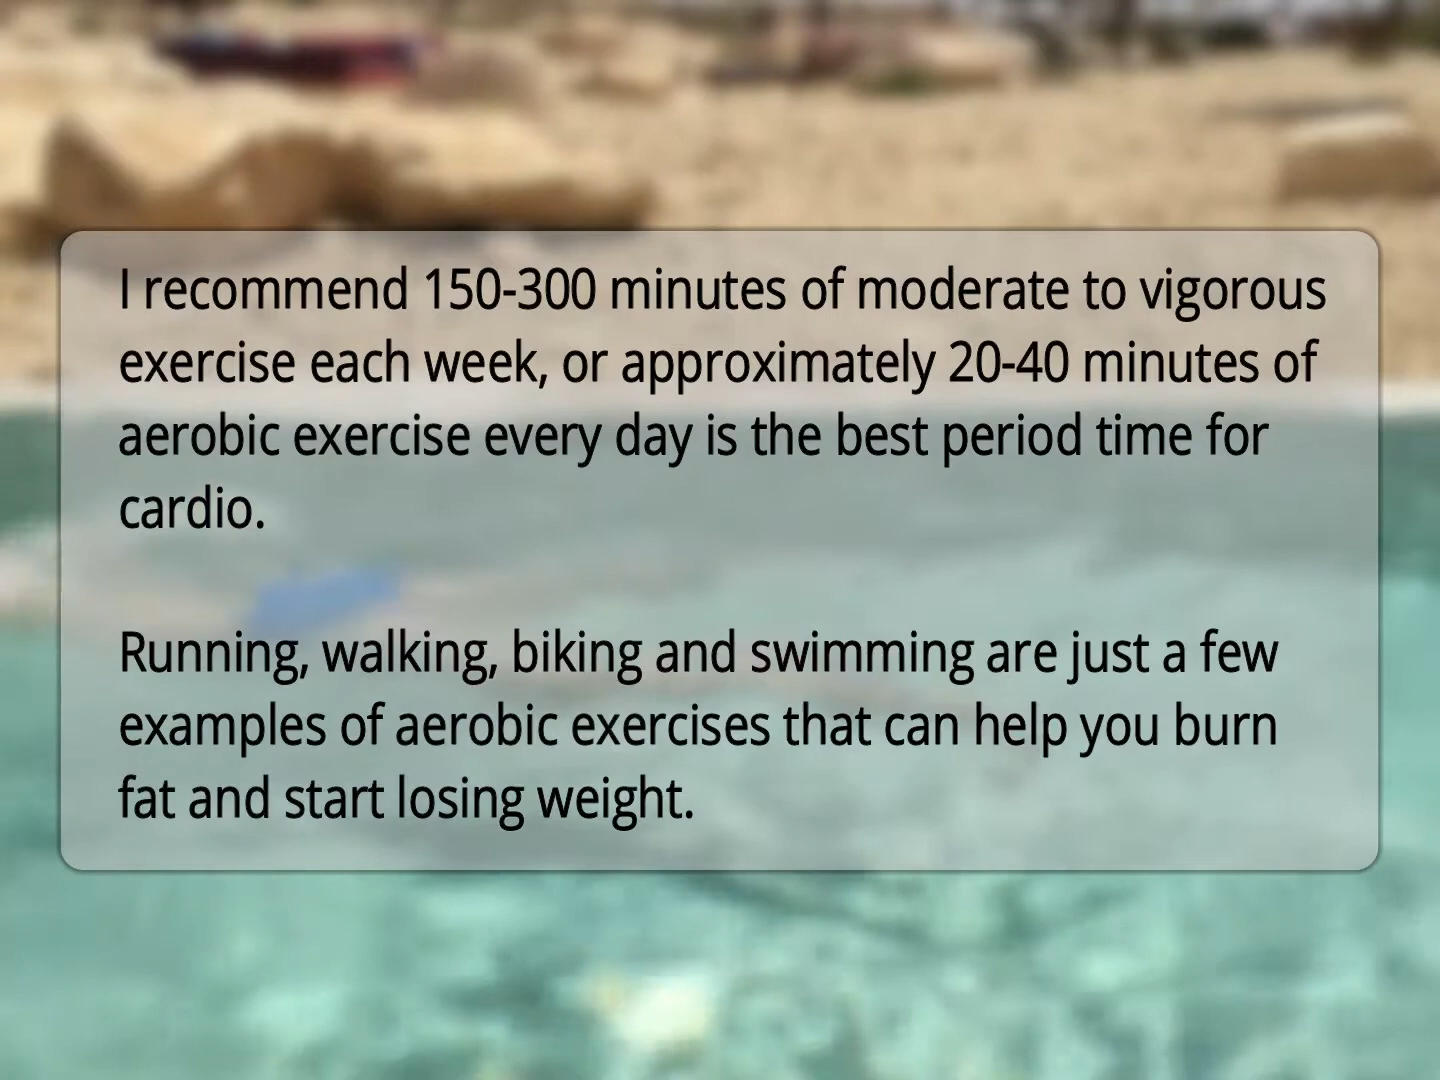 I recommend 150-300 minutes of moderate to vigorous
exercise each week, or approximately 20-40 minutes of
aerobic exercise every day is the best period time for
cardio.
Running, walking, biking and swimming are just a few
examples of aerobic exercises that can help you burn
fat and start losing weight.